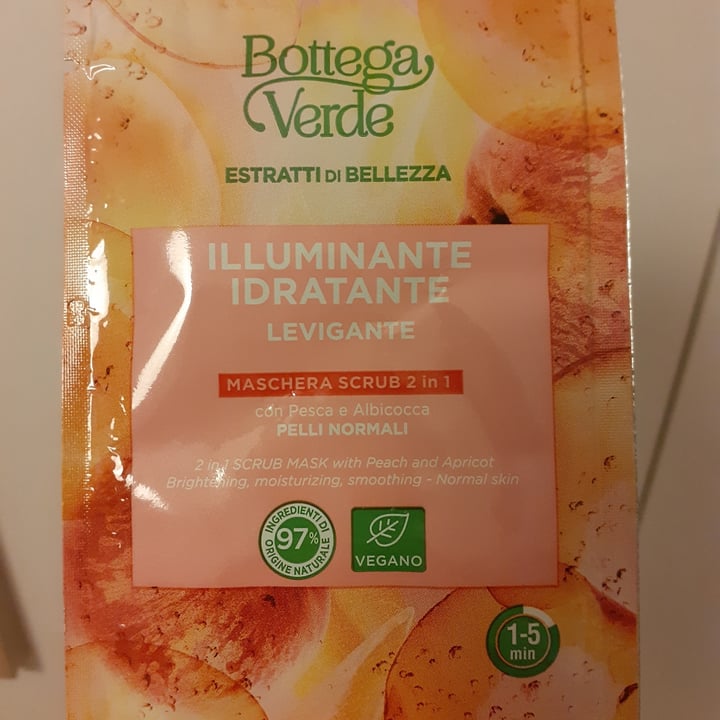 Bottega
Verde
ESTRATTI DI BELLEZZA
ILLUMINANTE
IDRATANTE
LEVIGANTE
MASCHERA SCRUB 2 in 1
con Pesca e Albicocca
PELLI NORMALI
2 in 1 SCRUB MASK with Peach and Apricot
Brightening, moisturizing, smoothing - Normal skin
INGREDIENTI DI
97%
ORIGINE NATURALE
VEGANO
1-5
min